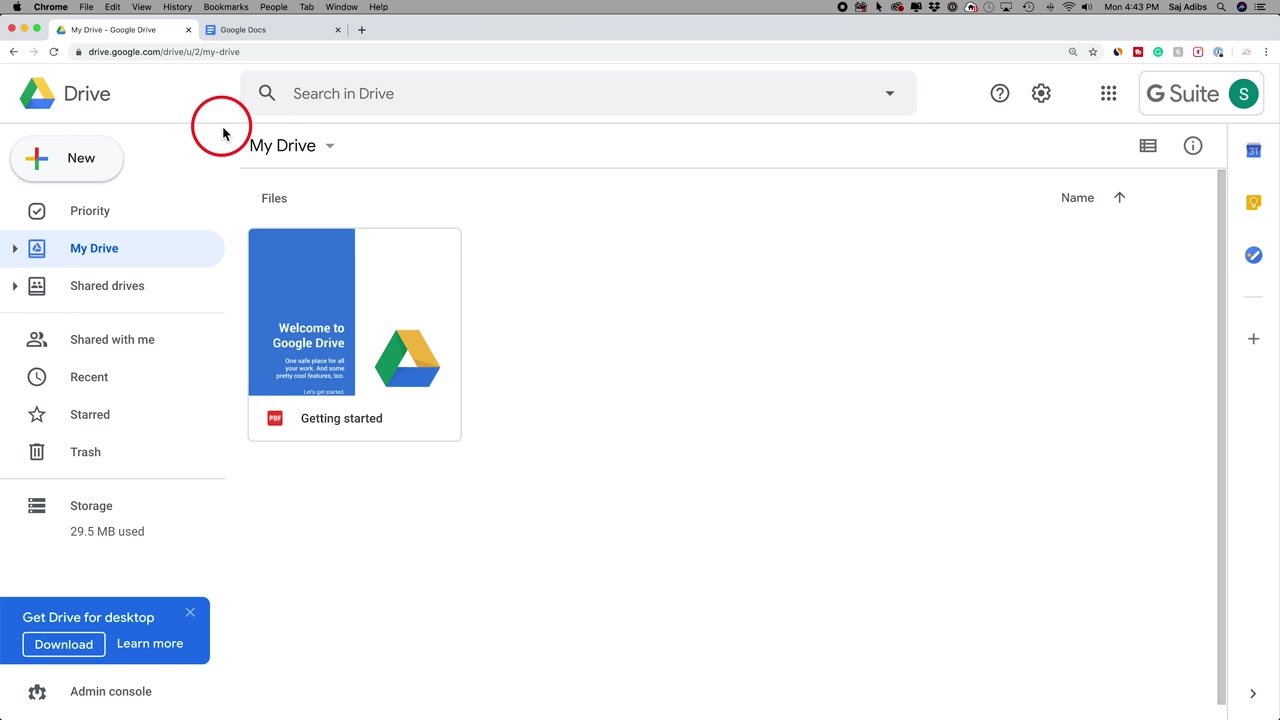 Chrome File Edit View History Bookmarks People Tab Window Help Mon 4:43 PM Saj Adibs
My Drive - Google Drive Google Docs
drive.google.com/drive/u/2/my-drive
Drive Search in Drive G Suite S
New My Drive
Files Name
Priority
My Drive
Shared drives
Shared with me
Recent
Starred
Trash
Storage
29.5 MB used
Welcome to
Google Drive
One safe place for all
your work. And some
pretty cool features, too.
Let's get started.
PDF Getting started
31
Get Drive for desktop
Download Learn more
Admin console